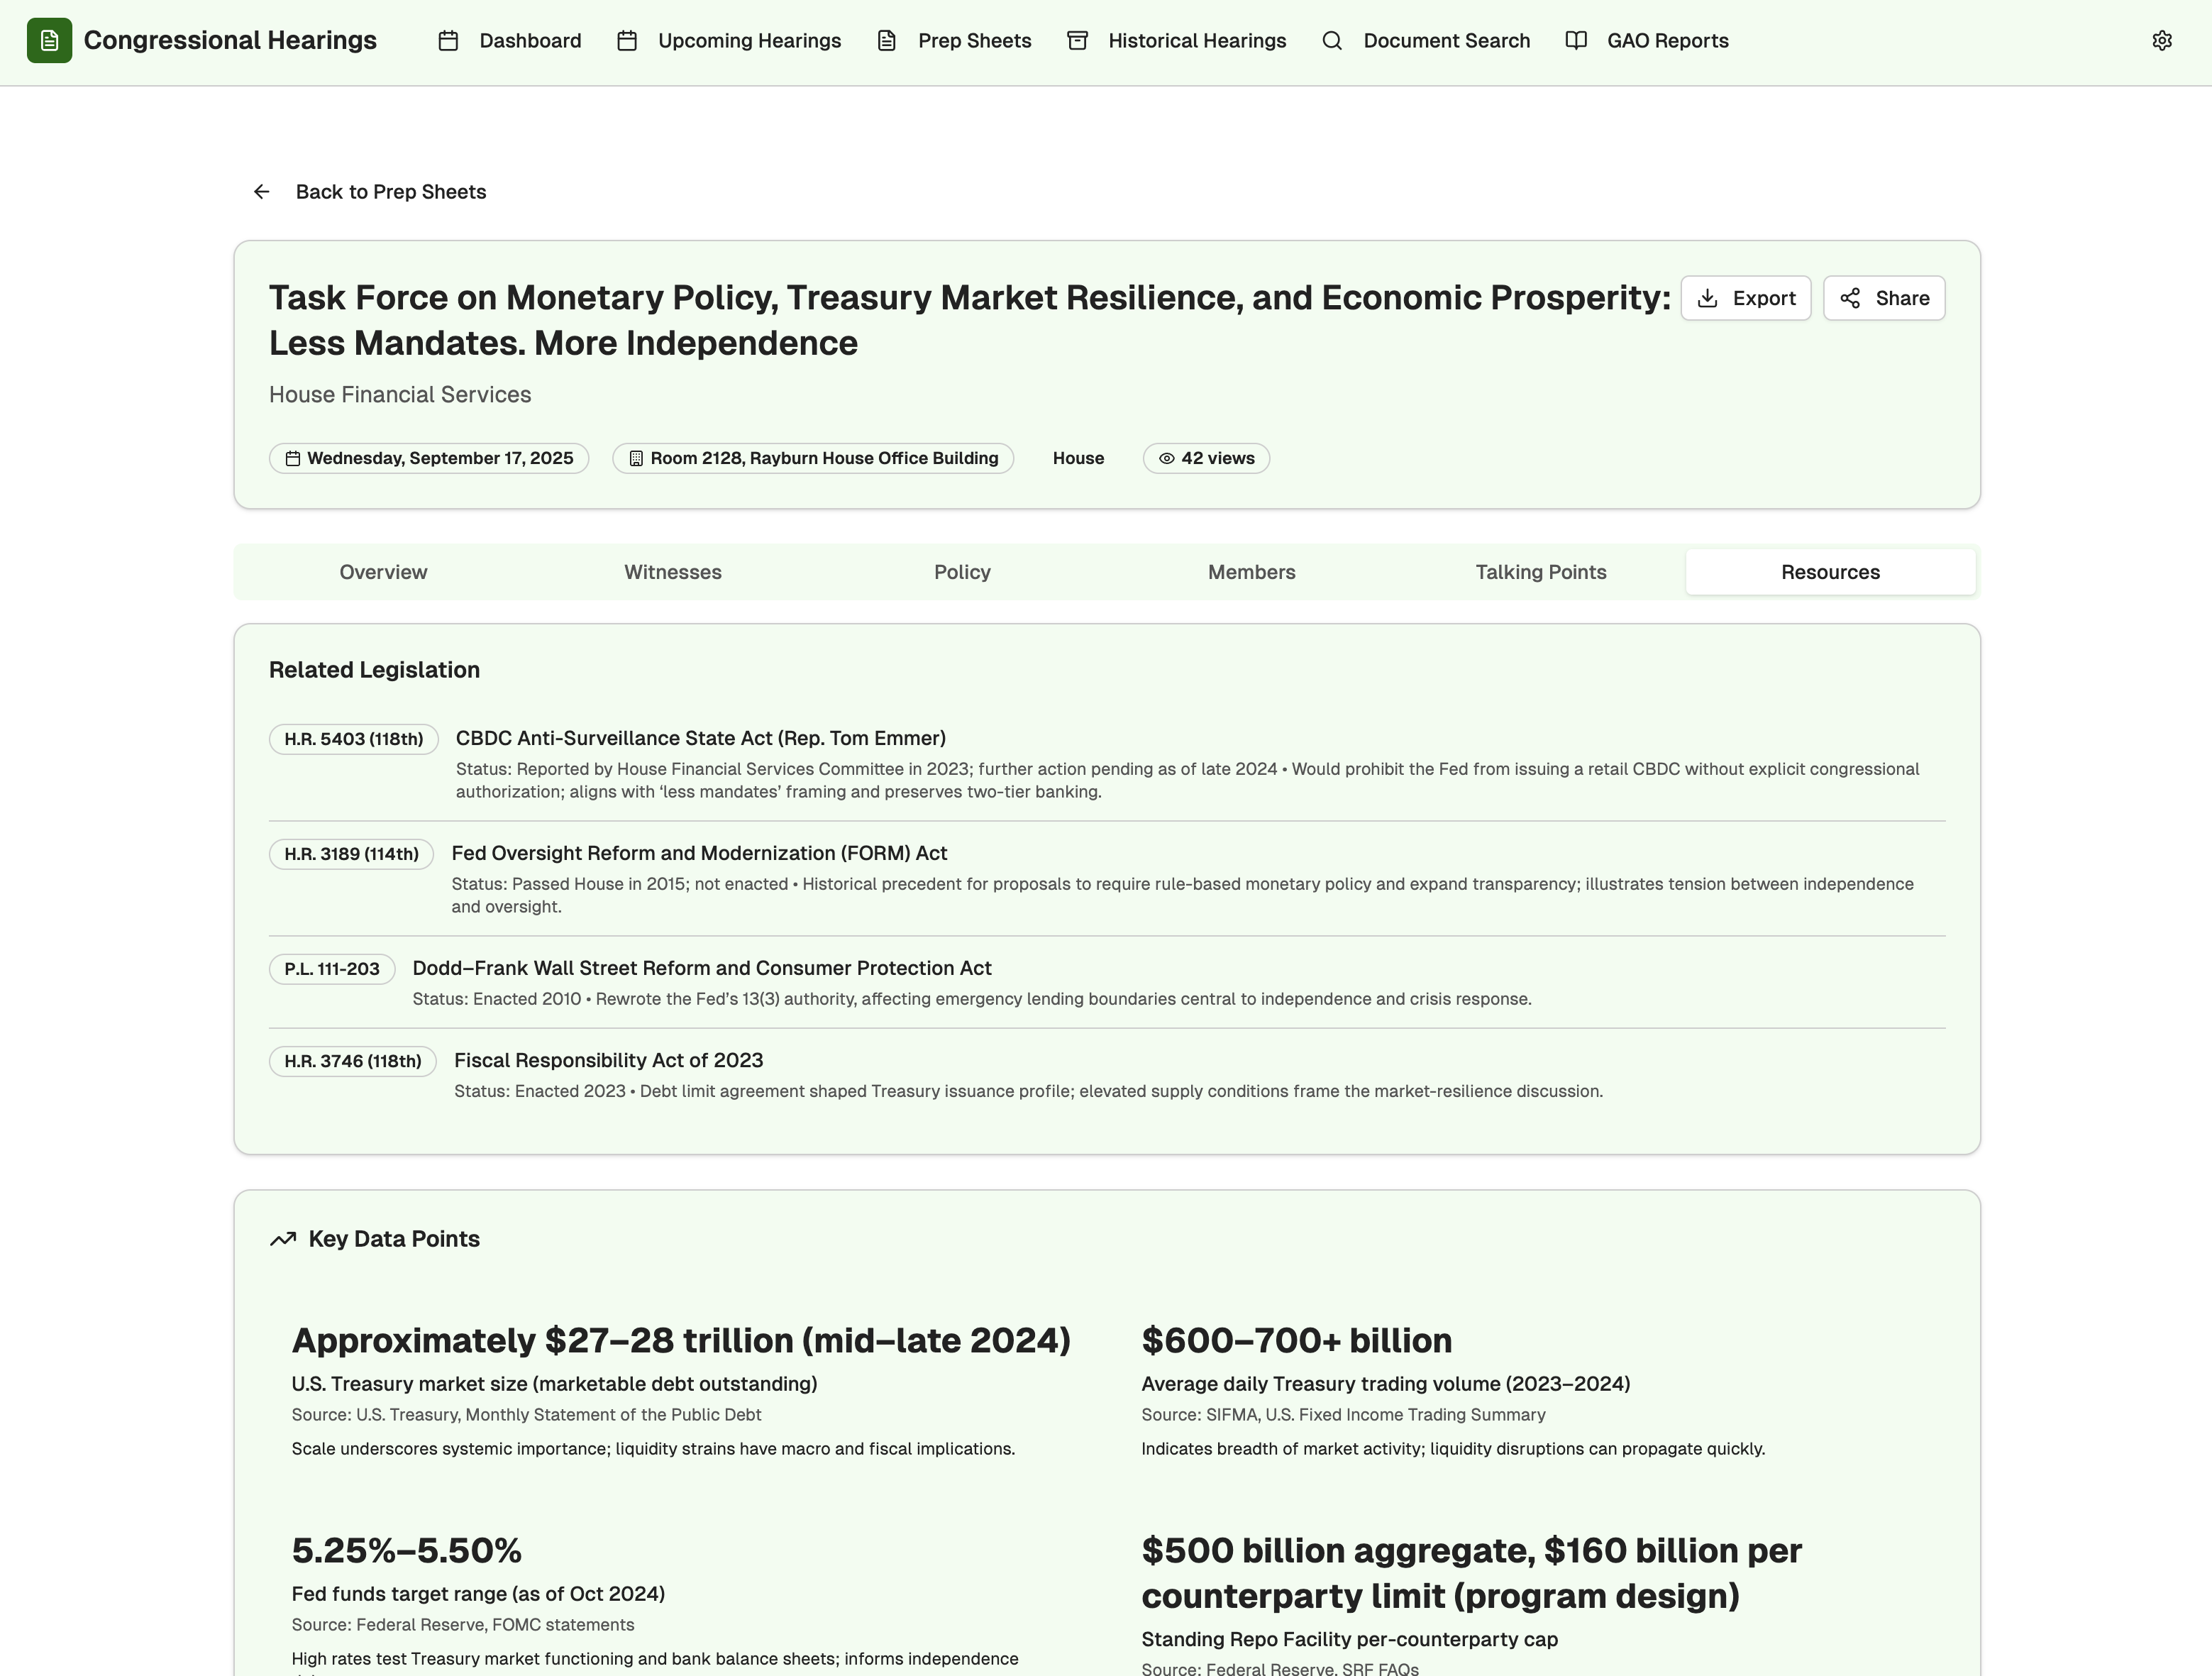 Congressional Hearings
Dashboard
Upcoming Hearings
Prep Sheets
Historical Hearings
Document Search
GAO Reports
Back to Prep Sheets
Task Force on Monetary Policy, Treasury Market Resilience, and Economic Prosperity:
Less Mandates. More Independence
Export
Share
House Financial Services
Wednesday, September 17, 2025
Room 2128, Rayburn House Office Building
House
42 views
Overview
Witnesses
Policy
Members
Talking Points
Resources
Related Legislation
H.R. 5403 (118th)
CBDC Anti-Surveillance State Act (Rep. Tom Emmer)
Status: Reported by House Financial Services Committee in 2023; further action pending as of late 2024 • Would prohibit the Fed from issuing a retail CBDC without explicit congressional
authorization; aligns with ‘less mandates’ framing and preserves two-tier banking.
H.R. 3189 (114th)
Fed Oversight Reform and Modernization (FORM) Act
Status: Passed House in 2015; not enacted • Historical precedent for proposals to require rule-based monetary policy and expand transparency; illustrates tension between independence
and oversight.
P.L. 111-203
Dodd–Frank Wall Street Reform and Consumer Protection Act
Status: Enacted 2010 • Rewrote the Fed’s 13(3) authority, affecting emergency lending boundaries central to independence and crisis response.
H.R. 3746 (118th)
Fiscal Responsibility Act of 2023
Status: Enacted 2023 • Debt limit agreement shaped Treasury issuance profile; elevated supply conditions frame the market-resilience discussion.
Key Data Points
Approximately $27–28 trillion (mid–late 2024)
U.S. Treasury market size (marketable debt outstanding)
Source: U.S. Treasury, Monthly Statement of the Public Debt
Scale underscores systemic importance; liquidity strains have macro and fiscal implications.
$600–700+ billion
Average daily Treasury trading volume (2023–2024)
Source: SIFMA, U.S. Fixed Income Trading Summary
Indicates breadth of market activity; liquidity disruptions can propagate quickly.
5.25%–5.50%
Fed funds target range (as of Oct 2024)
Source: Federal Reserve, FOMC statements
High rates test Treasury market functioning and bank balance sheets; informs independence
$500 billion aggregate, $160 billion per
counterparty limit (program design)
Standing Repo Facility per-counterparty cap
Source: Federal Reserve, SRF FAQs